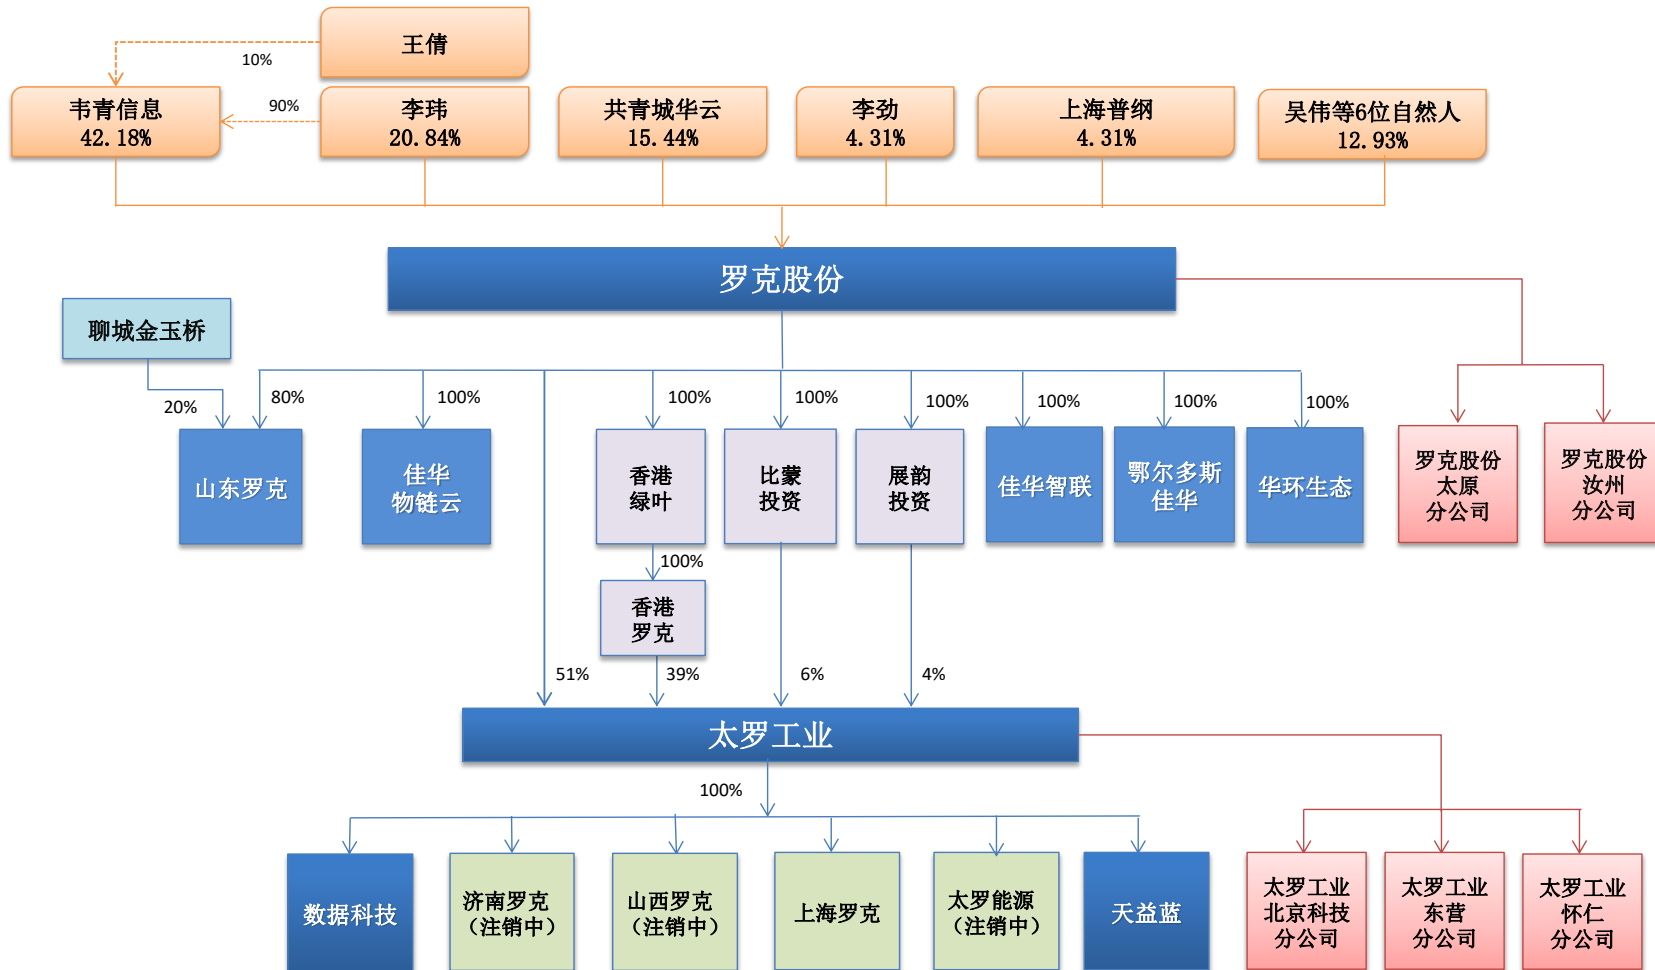 王倩
10%
韦青信息
42.18%
90%
李玮
20.84%
共青城华云
15.44%
李劲
4.31%
上海普纲
4.31%
吴伟等6位自然人
12.93%
罗克股份
聊城金玉桥
20%
80%
100%
100%
100%
100%
100%
100%
100%
山东罗克
佳华
物链云
香港
绿叶
比蒙
投资
展韵
投资
佳华智联
鄂尔多斯
佳华
华环生态
罗克股份
太原
分公司
罗克股份
汝州
分公司
100%
香港
罗克
51%
39%
6%
4%
太罗工业
100%
数据科技
济南罗克
（注销中）
山西罗克
（注销中）
上海罗克
太罗能源
（注销中）
天益蓝
太罗工业
北京科技
分公司
太罗工业
东营
分公司
太罗工业
怀仁
分公司